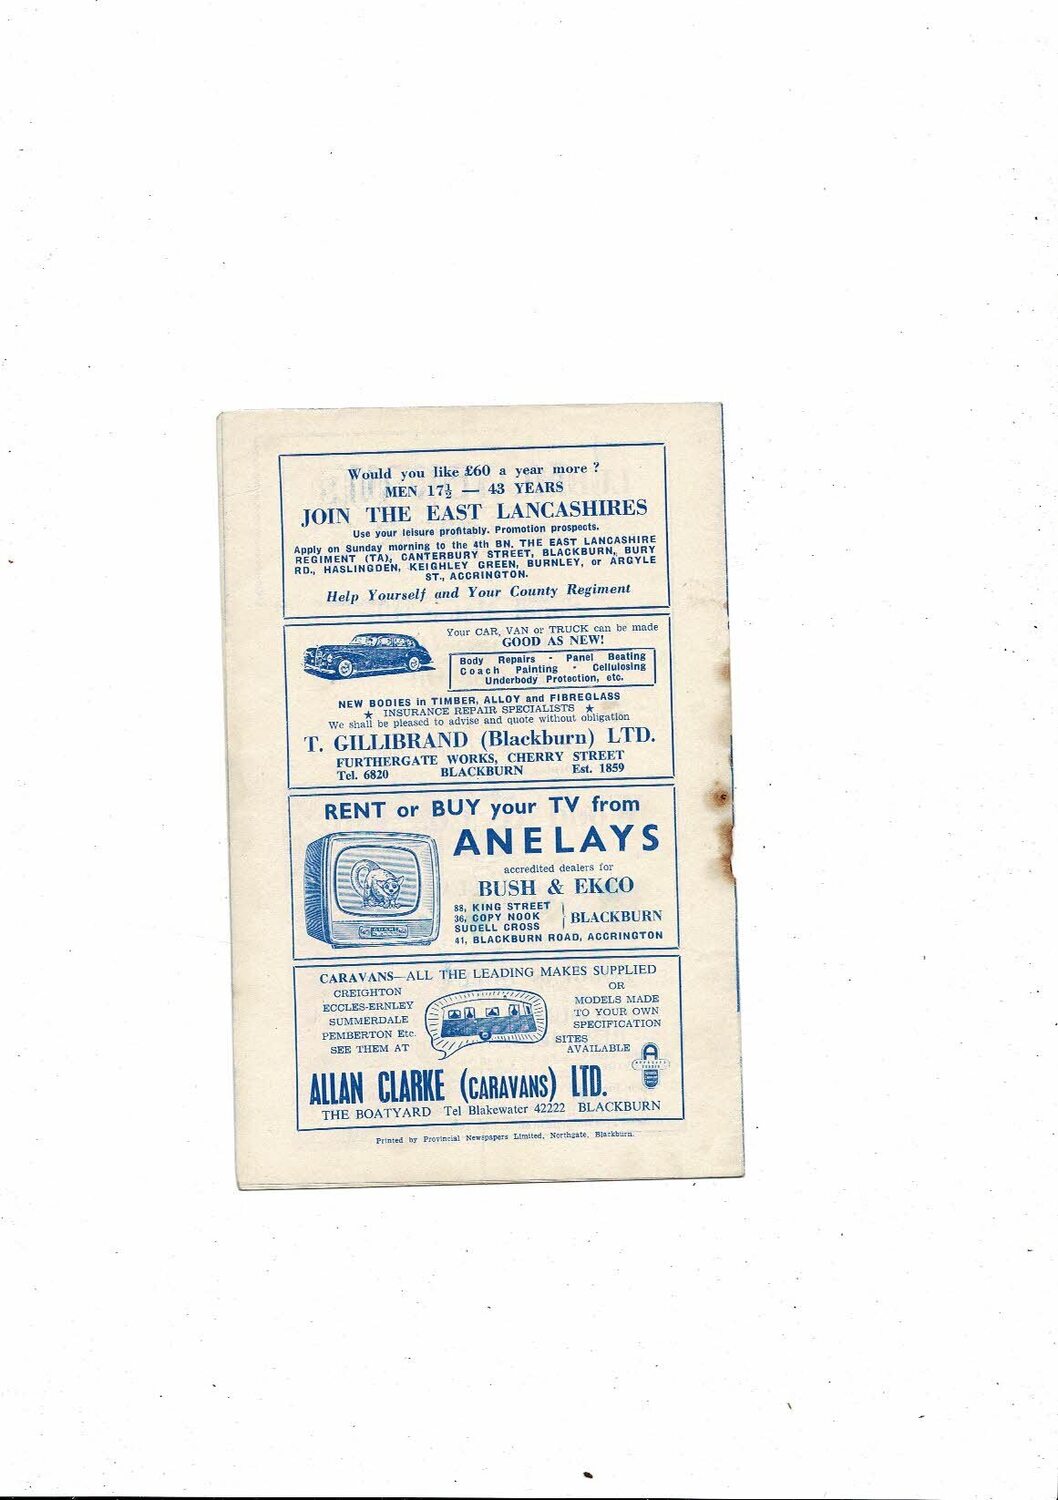 Would you like £60 a year more ?
MEN 17½ — 43 YEARS
JOIN THE EAST LANCASHIRES
Use your leisure profitably. Promotion prospects.
Apply on Sunday morning to the 4th BN. THE EAST LANCASHIRE
REGIMENT (TA), CANTERBURY STREET, BLACKBURN, BURY
RD., HASLINGDEN, KEIGHLEY GREEN, BURNLEY, or ARGYLE
ST., ACCRINGTON.
Help Yourself and Your County Regiment
Your CAR, VAN or TRUCK can be made
GOOD AS NEW!
Body Repairs - Panel Beating
Coach Painting - Cellulosing
Underbody Protection, etc.
NEW BODIES in TIMBER, ALLOY and FIBREGLASS
★ INSURANCE REPAIR SPECIALISTS ★
We shall be pleased to advise and quote without obligation
T. GILLIBRAND (Blackburn) LTD.
FURTHERGATE WORKS, CHERRY STREET
Tel. 6820 BLACKBURN Est. 1859
RENT or BUY your TV from
ANELAYS
accredited dealers for
BUSH & EKCO
88, KING STREET
36, COPY NOOK
SUDELL CROSS
BLACKBURN
41, BLACKBURN ROAD, ACCRINGTON
CARAVANS—ALL THE LEADING MAKES SUPPLIED
CREIGHTON
ECCLES-ERNLEY
SUMMERDALE
PEMBERTON Etc.
SEE THEM AT
OR
MODELS MADE
TO YOUR OWN
SPECIFICATION
SITES
AVAILABLE
ALLAN CLARKE (CARAVANS) LTD.
THE BOATYARD Tel Blakewater 42222 BLACKBURN
Printed by Provincial Newspapers Limited, Northgate, Blackburn.